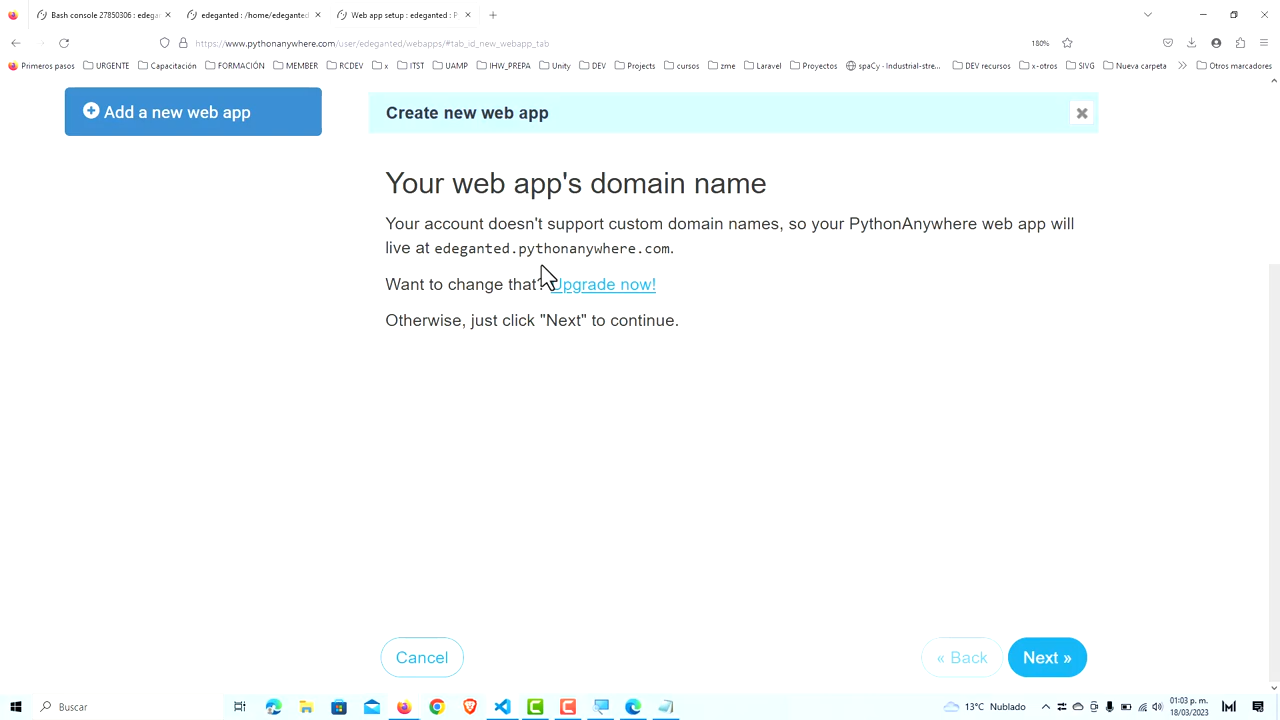 Bash console 27850306 : edega
edeganted : /home/edeganted
Web app setup : edeganted : P
https://www.pythonanywhere.com/user/edeganted/webapps/#tab_id_new_webapp_tab
180%
Primeros pasos
URGENTE
Capacitación
FORMACIÓN
MEMBER
RCDEV
x
ITST
UAMP
IHW_PREPA
Unity
DEV
Projects
cursos
zme
Laravel
Proyectos
spaCy - Industrial-stre...
DEV recursos
x-otros
SIVG
Nueva carpeta
Otros marcadores
Add a new web app
Create new web app
Your web app's domain name
Your account doesn't support custom domain names, so your PythonAnywhere web app will
live at edeganted.pythonanywhere.com.
Want to change that? Upgrade now!
Otherwise, just click "Next" to continue.
Cancel
« Back
Next »
Buscar
13°C Nublado
01:03 p. m.
18/03/2023